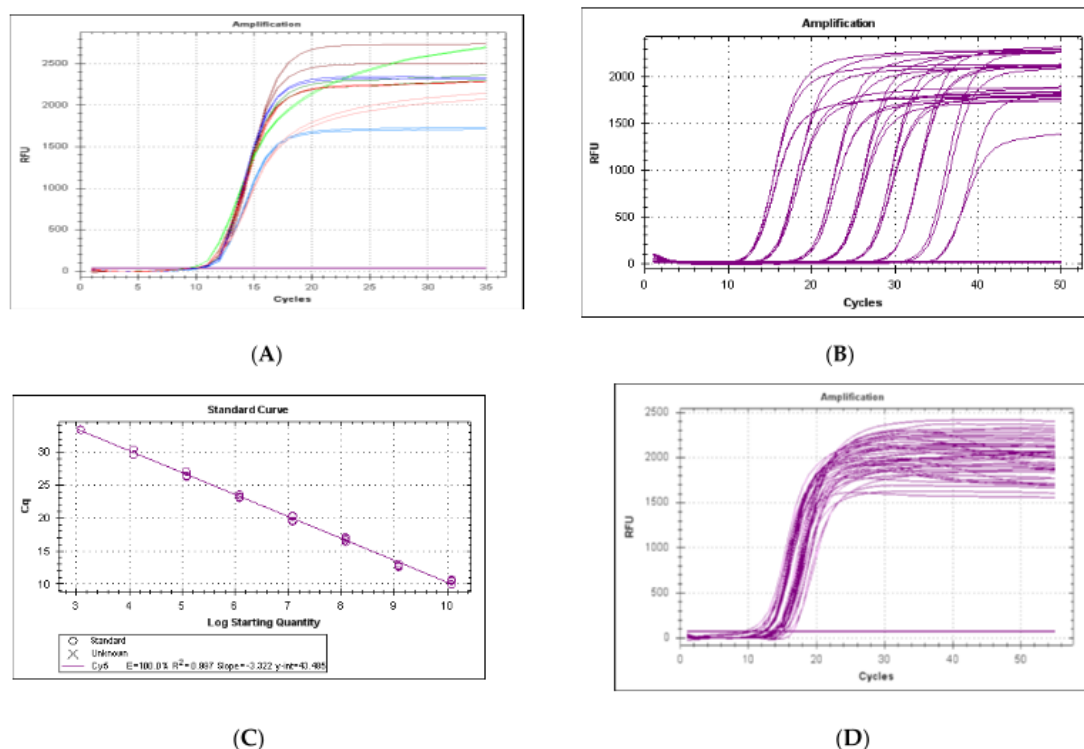 Amplification
2500
2000
1500
1000
500
0
RFU
0 5 10 15 20 25 30 35
Cycles
(A)
Amplification
2000
1500
1000
500
0
RFU
0 10 20 30 40 50
Cycles
(B)
Standard Curve
30
25
20
15
10
Cq
3 4 5 6 7 8 9 10
Log Starting Quantity
Standard
Unknown
Cy5 E=100.0% R^2=0.997 Slope=-3.322 y-int=43.485
(C)
Amplification
2500
2000
1500
1000
500
0
RFU
0 10 20 30 40 50
Cycles
(D)